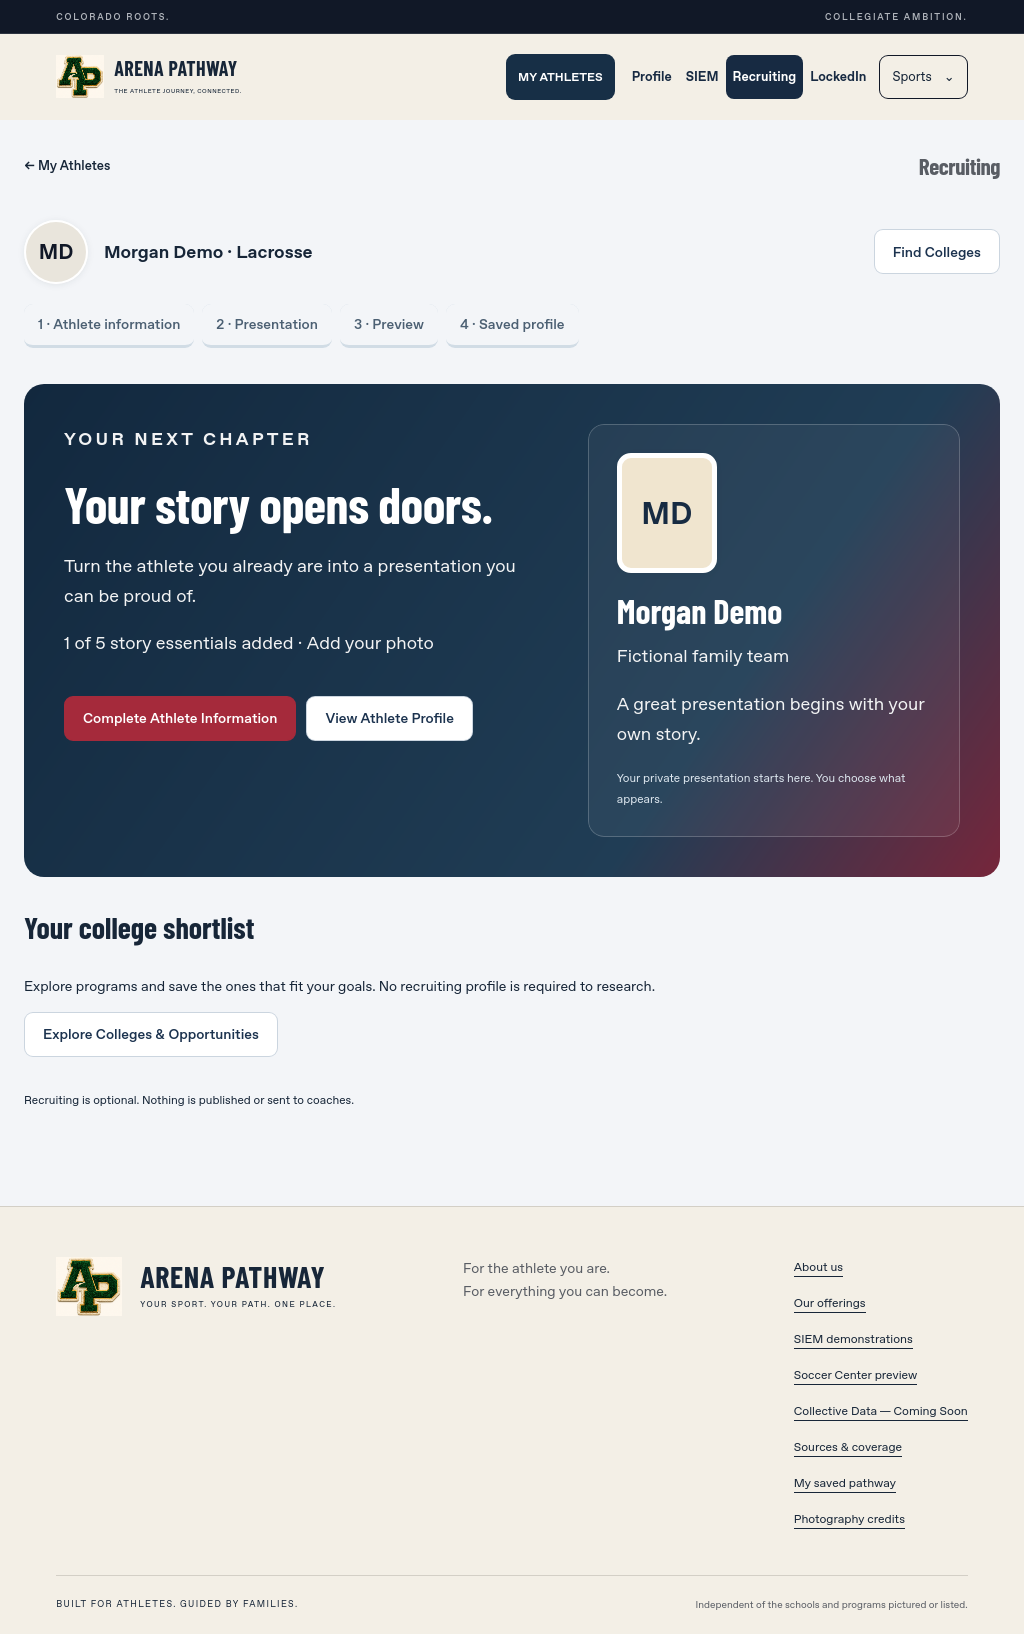 COLORADO ROOTS.
COLLEGIATE AMBITION.
AP
ARENA PATHWAY
THE ATHLETE JOURNEY, CONNECTED.
MY ATHLETES
Profile
SIEM
Recruiting
LockedIn
Sports
← My Athletes
Recruiting
MD
Morgan Demo · Lacrosse
Find Colleges
1 · Athlete information
2 · Presentation
3 · Preview
4 · Saved profile
YOUR NEXT CHAPTER
Your story opens doors.
Turn the athlete you already are into a presentation you
can be proud of.
1 of 5 story essentials added · Add your photo
Complete Athlete Information
View Athlete Profile
MD
Morgan Demo
Fictional family team
A great presentation begins with your
own story.
Your private presentation starts here. You choose what
appears.
Your college shortlist
Explore programs and save the ones that fit your goals. No recruiting profile is required to research.
Explore Colleges & Opportunities
Recruiting is optional. Nothing is published or sent to coaches.
AP
ARENA PATHWAY
YOUR SPORT. YOUR PATH. ONE PLACE.
For the athlete you are.
For everything you can become.
About us
Our offerings
SIEM demonstrations
Soccer Center preview
Collective Data — Coming Soon
Sources & coverage
My saved pathway
Photography credits
BUILT FOR ATHLETES. GUIDED BY FAMILIES.
Independent of the schools and programs pictured or listed.